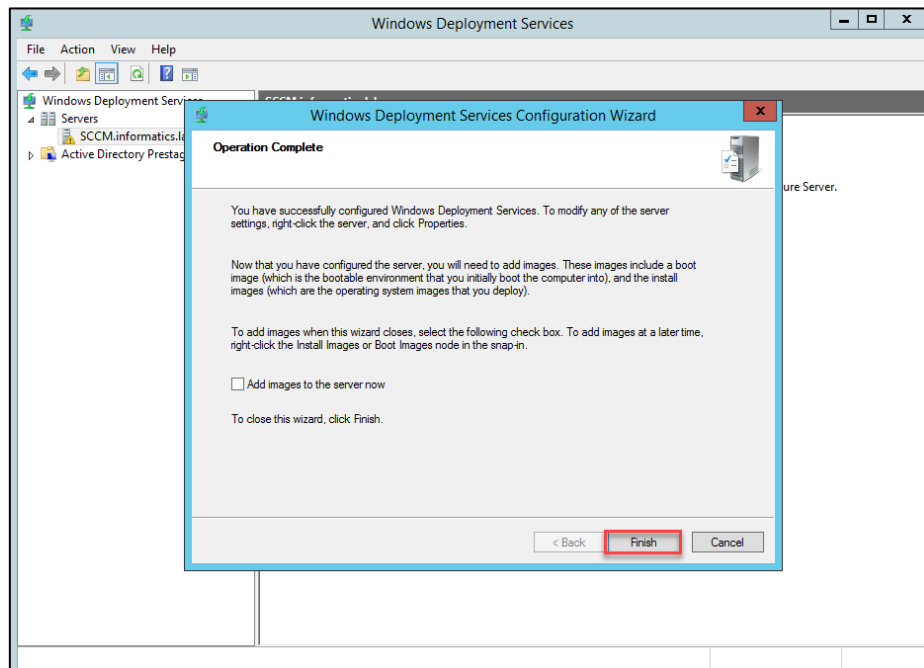 Windows Deployment Services
File Action View Help
Windows Deployment
Servers
SCCM.informatics.la
Active Directory Prestag
Windows Deployment Services Configuration Wizard
Operation Complete
ure Server.
You have successfully configured Windows Deployment Services. To modify any of the server
settings, right-click the server, and click Properties.
Now that you have configured the server, you will need to add images. These images include a boot
image (which is the bootable environment that you initially boot the computer into), and the install
images (which are the operating system images that you deploy).
To add images when this wizard closes, select the following check box. To add images at a later time,
right-click the Install Images or Boot Images node in the snap-in.
Add images to the server now
To close this wizard, click Finish.
< Back Finish Cancel